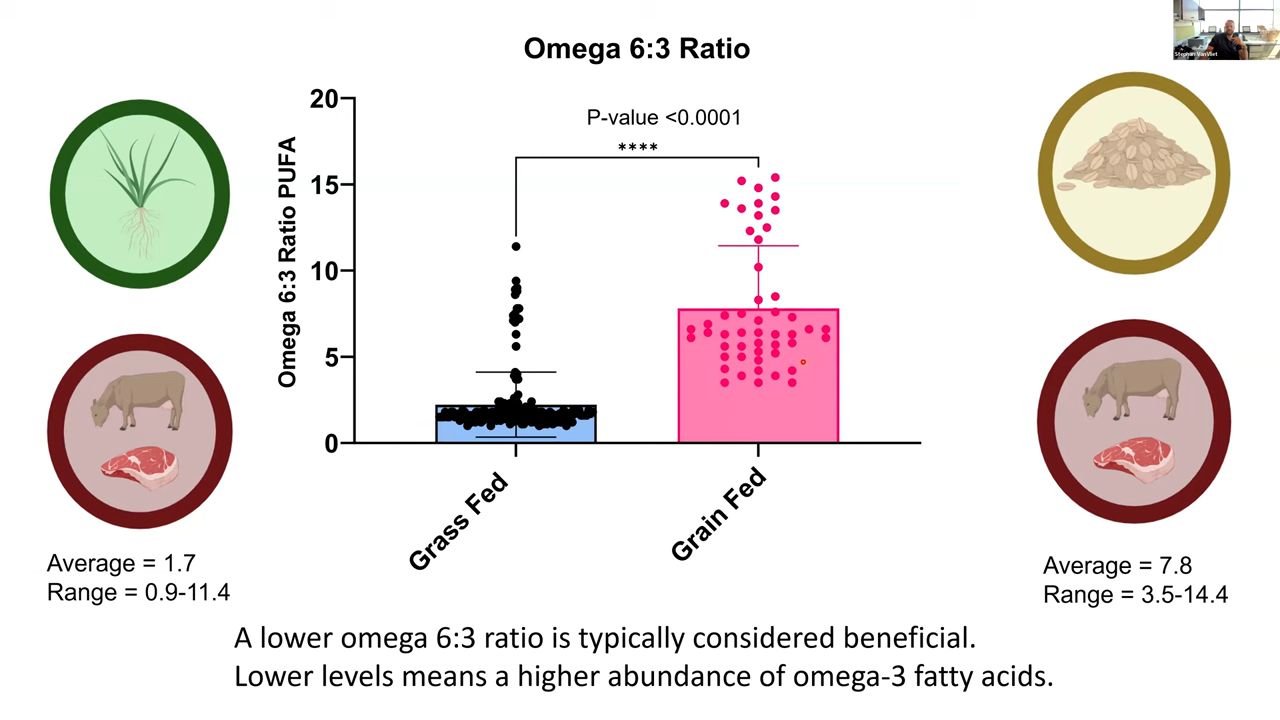 Omega 6:3 Ratio
Stephan VanVliet
P-value <0.0001
****
Omega 6:3 Ratio PUFA
20
15
10
5
0
Grass Fed
Grain Fed
Average = 1.7
Range = 0.9-11.4
Average = 7.8
Range = 3.5-14.4
A lower omega 6:3 ratio is typically considered beneficial.
Lower levels means a higher abundance of omega-3 fatty acids.